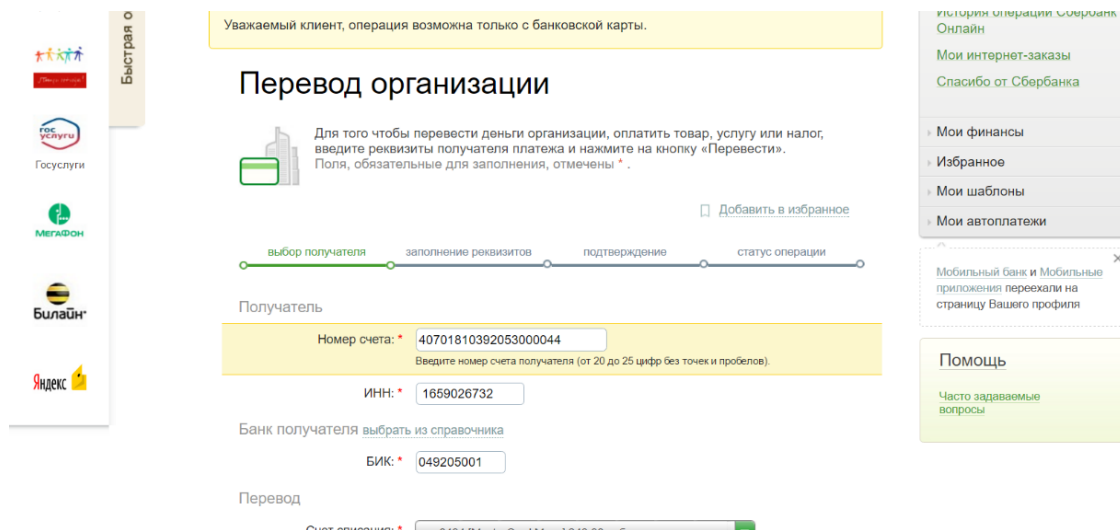 Уважаемый клиент, операция возможна только с банковской карты.
Быстрая о
гос
услуги
Госуслуги
МЕГАФОН
Билайн
Яндекс
Перевод организации
Для того чтобы перевести деньги организации, оплатить товар, услугу или налог,
введите реквизиты получателя платежа и нажмите на кнопку «Перевести».
Поля, обязательные для заполнения, отмечены * .
Добавить в избранное
выбор получателя заполнение реквизитов подтверждение статус операции
Получатель
Номер счета: * 40701810392053000044
Введите номер счета получателя (от 20 до 25 цифр без точек и пробелов).
ИНН: * 1659026732
Банк получателя выбрать из справочника
БИК: * 049205001
Перевод
Счет списания: *
История операций Сбербанк
Онлайн
Мои интернет-заказы
Спасибо от Сбербанка
Мои финансы
Избранное
Мои шаблоны
Мои автоплатежи
Мобильный банк и Мобильные
приложения переехали на
страницу Вашего профиля
Помощь
Часто задаваемые
вопросы